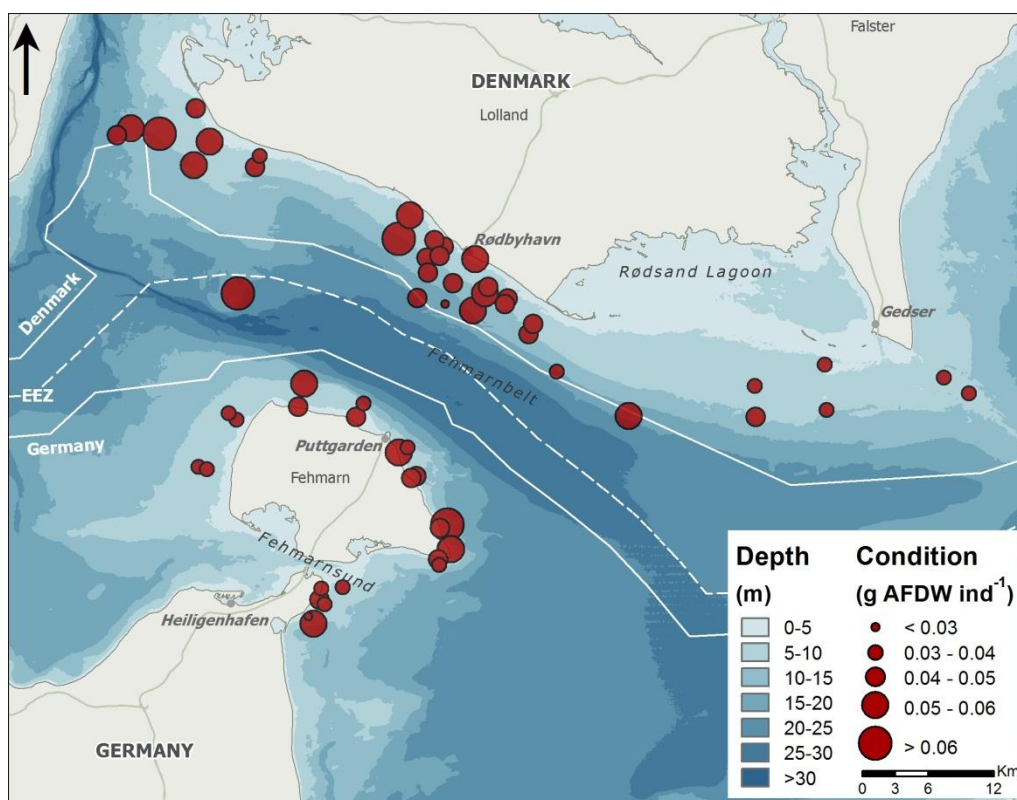 Falster
DENMARK
Lolland
Rødbyhavn
Rødsand Lagoon
Gedser
Denmark
Fehmarnbelt
EEZ
Germany
Puttgarden
Fehmarn
Fehmarnsund
Heiligenhafen
GERMANY
Depth
(m)
0-5
5-10
10-15
15-20
20-25
25-30
>30
Condition
(g AFDW ind⁻¹)
< 0.03
0.03 - 0.04
0.04 - 0.05
0.05 - 0.06
> 0.06
Km
0 3 6 12